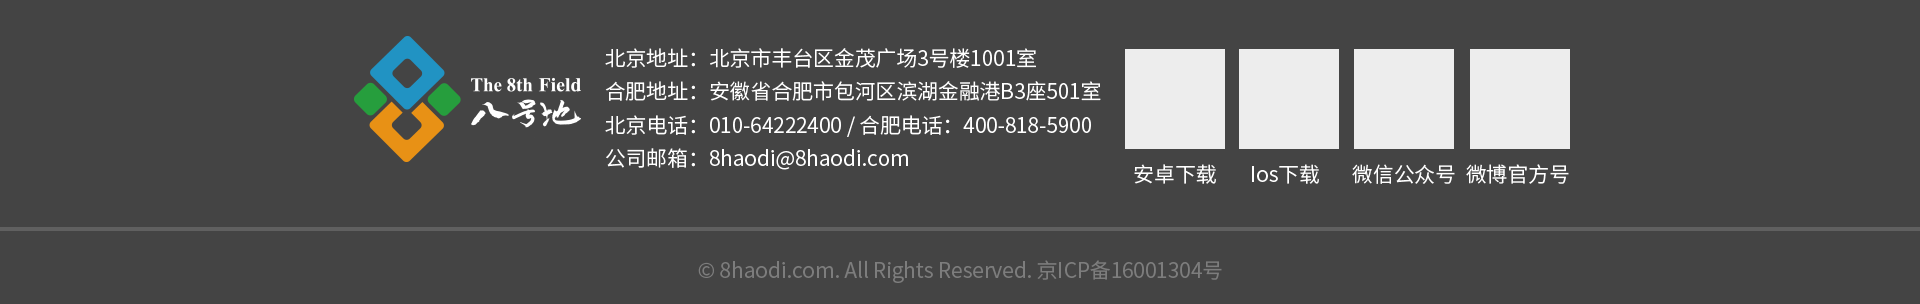 The 8th Field
八号地
北京地址：北京市丰台区金茂广场3号楼1001室
合肥地址：安徽省合肥市包河区滨湖金融港B3座501室
北京电话：010-64222400 / 合肥电话：400-818-5900
公司邮箱：8haodi@8haodi.com
安卓下载
Ios下载
微信公众号
微博官方号
© 8haodi.com. All Rights Reserved. 京ICP备16001304号